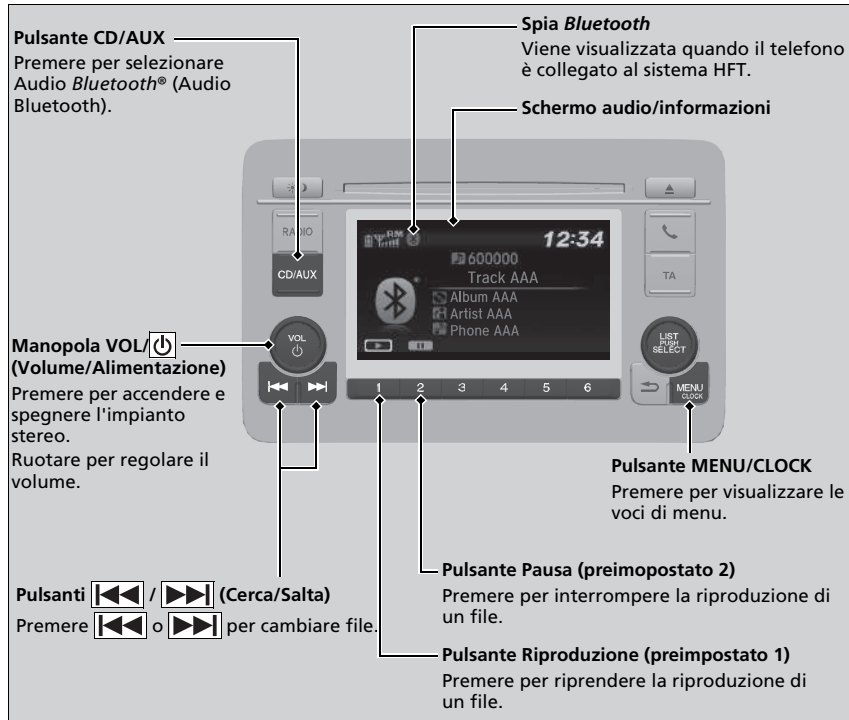 Pulsante CD/AUX
Premere per selezionare
Audio Bluetooth® (Audio
Bluetooth).
Spia Bluetooth
Viene visualizzata quando il telefono
è collegato al sistema HFT.
Schermo audio/informazioni
RADIO
CD/AUX
12:34
600000
Track AAA
Album AAA
Artist AAA
Phone AAA
TA
VOL
LIST
PUSH
SELECT
MENU
CLOCK
1 2 3 4 5 6
Manopola VOL/
(Volume/Alimentazione)
Premere per accendere e
spegnere l'impianto
stereo.
Ruotare per regolare il
volume.
Pulsante MENU/CLOCK
Premere per visualizzare le
voci di menu.
Pulsanti / (Cerca/Salta)
Premere o per cambiare file.
Pulsante Pausa (preimopostato 2)
Premere per interrompere la riproduzione di
un file.
Pulsante Riproduzione (preimpostato 1)
Premere per riprendere la riproduzione di
un file.